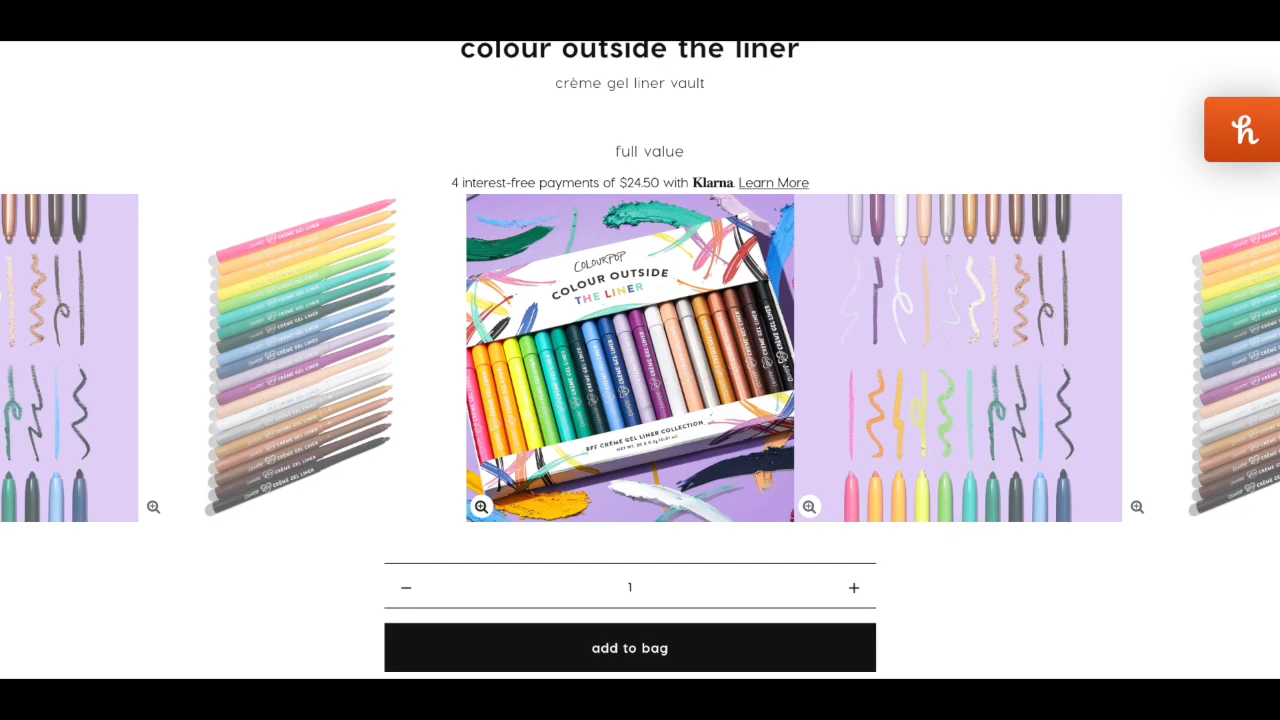 colour outside the liner
crème gel liner vault
full value
4 interest-free payments of $24.50 with Klarna. Learn More
COLOURPOP
COLOUR OUTSIDE
THE LINER
BFF CRÈME GEL LINER COLLECTION
− 1 +
add to bag